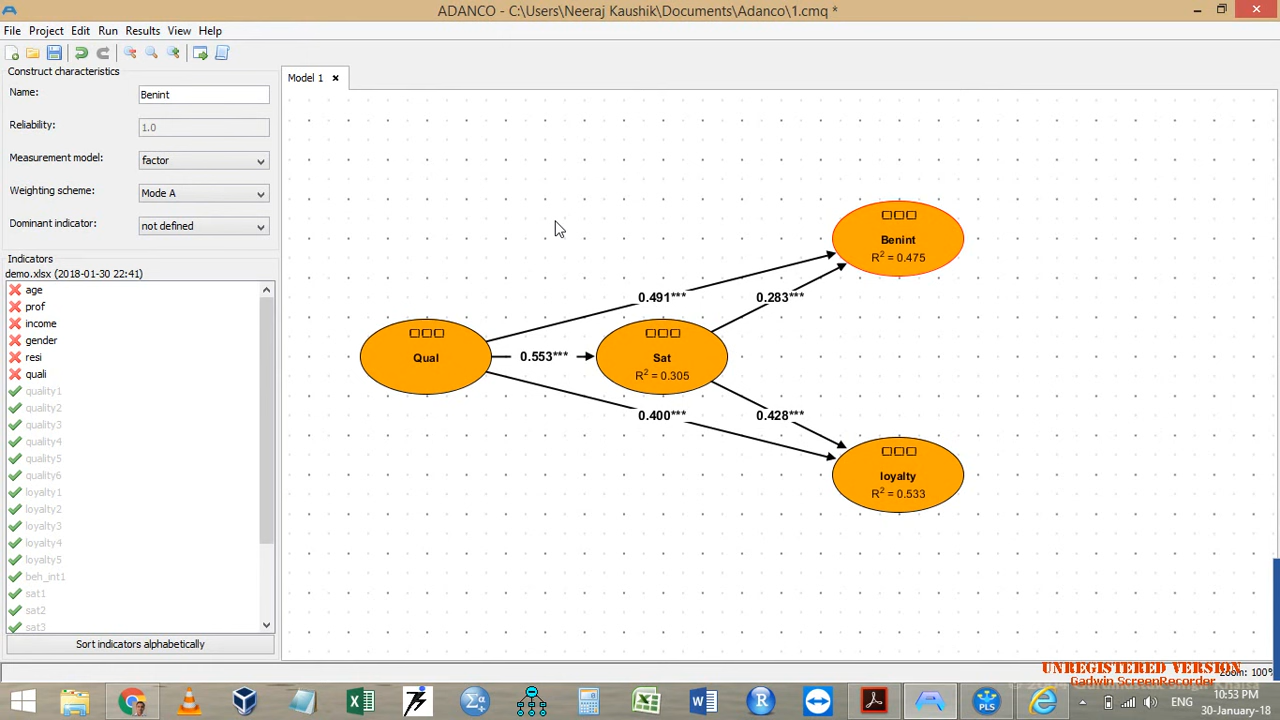 ADANCO - C:\Users\Neeraj Kaushik\Documents\Adanco\1.cmq *
File Project Edit Run Results View Help
Construct characteristics
Name: Benint
Reliability: 1.0
Measurement model: factor
Weighting scheme: Mode A
Dominant indicator: not defined
Indicators
demo.xlsx (2018-01-30 22:41)
age
prof
income
gender
resi
quali
quality1
quality2
quality3
quality4
quality5
quality6
loyalty1
loyalty2
loyalty3
loyalty4
loyalty5
beh_int1
sat1
sat2
sat3
Sort indicators alphabetically
Model 1
Benint
R² = 0.475
0.491***
0.283***
Qual
0.553***
Sat
R² = 0.305
0.400***
0.428***
loyalty
R² = 0.533
UNREGISTERED VERSION
Gadwin ScreenRecorder
Zoom: 100%
PLS
ENG
10:53 PM
30-January-18